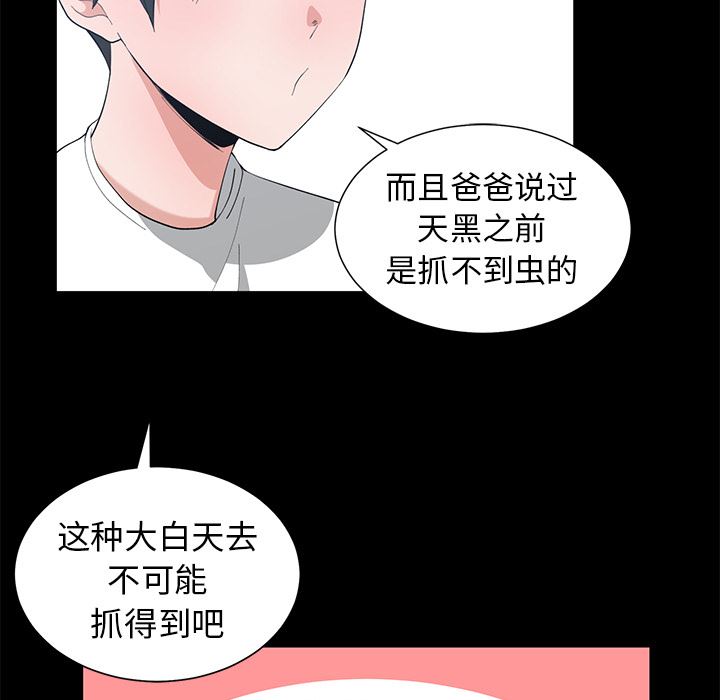 而且爸爸说过
天黑之前
是抓不到虫的
这种大白天去
不可能
抓得到吧